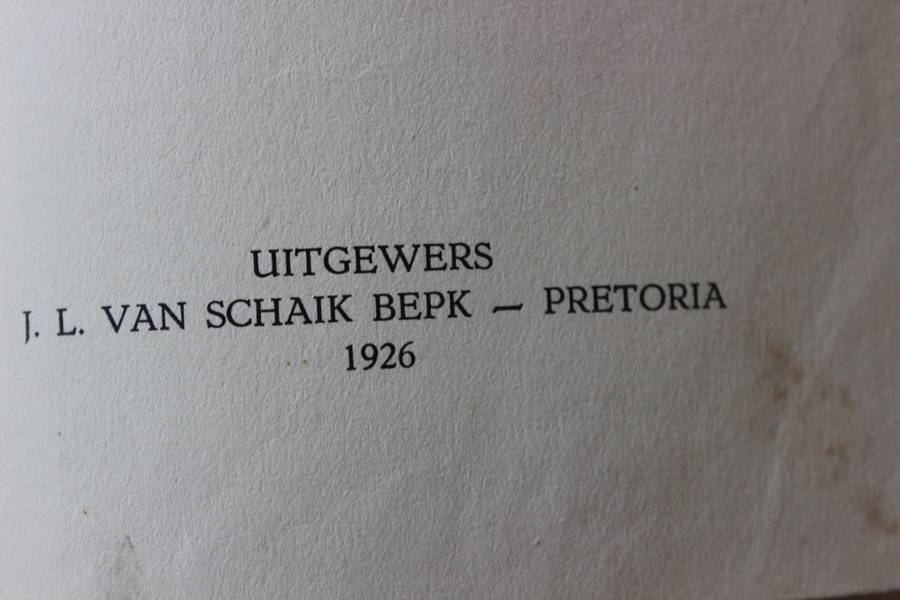 UITGEWERS
J. L. VAN SCHAIK BEPK — PRETORIA
1926